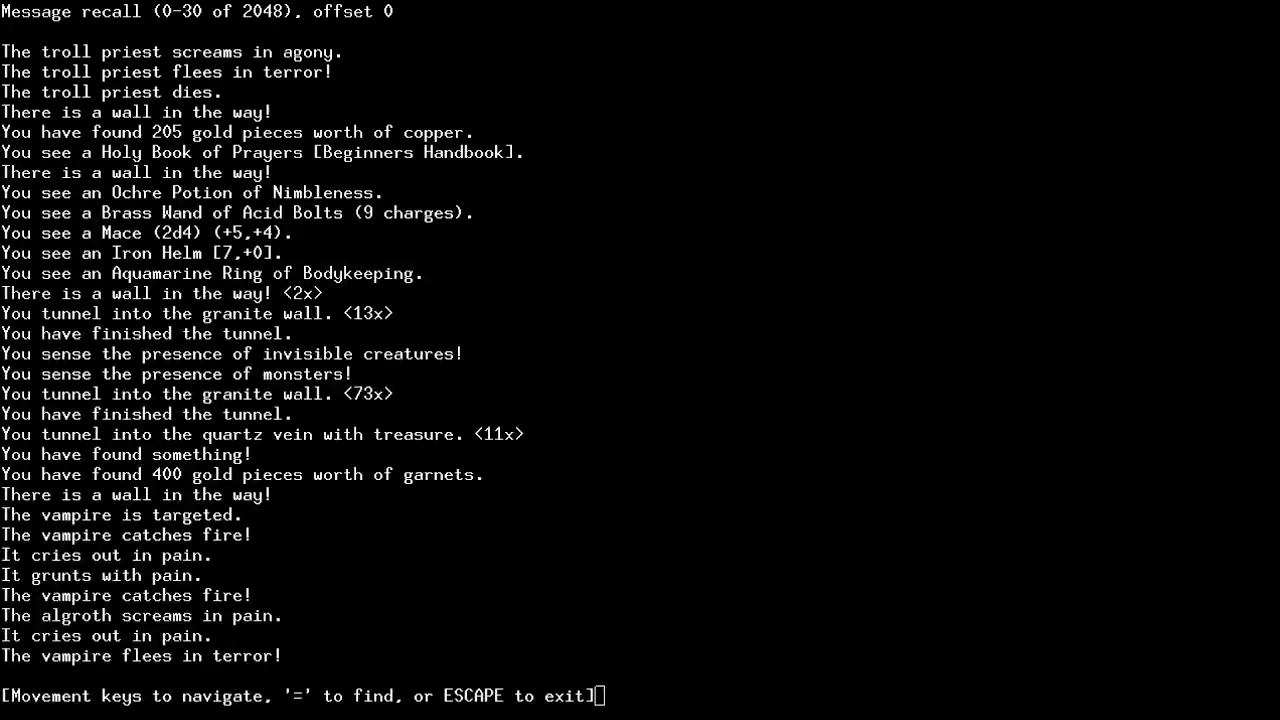 Message recall (0-30 of 2048), offset 0
The troll priest screams in agony.
The troll priest flees in terror!
The troll priest dies.
There is a wall in the way!
You have found 205 gold pieces worth of copper.
You see a Holy Book of Prayers [Beginners Handbook].
There is a wall in the way!
You see an Ochre Potion of Nimbleness.
You see a Brass Wand of Acid Bolts (9 charges).
You see a Mace (2d4) (+5,+4).
You see an Iron Helm [7,+0].
You see an Aquamarine Ring of Bodykeeping.
There is a wall in the way! <2x>
You tunnel into the granite wall. <13x>
You have finished the tunnel.
You sense the presence of invisible creatures!
You sense the presence of monsters!
You tunnel into the granite wall. <73x>
You have finished the tunnel.
You tunnel into the quartz vein with treasure. <11x>
You have found something!
You have found 400 gold pieces worth of garnets.
There is a wall in the way!
The vampire is targeted.
The vampire catches fire!
It cries out in pain.
It grunts with pain.
The vampire catches fire!
The algroth screams in pain.
It cries out in pain.
The vampire flees in terror!
[Movement keys to navigate, '=' to find, or ESCAPE to exit]